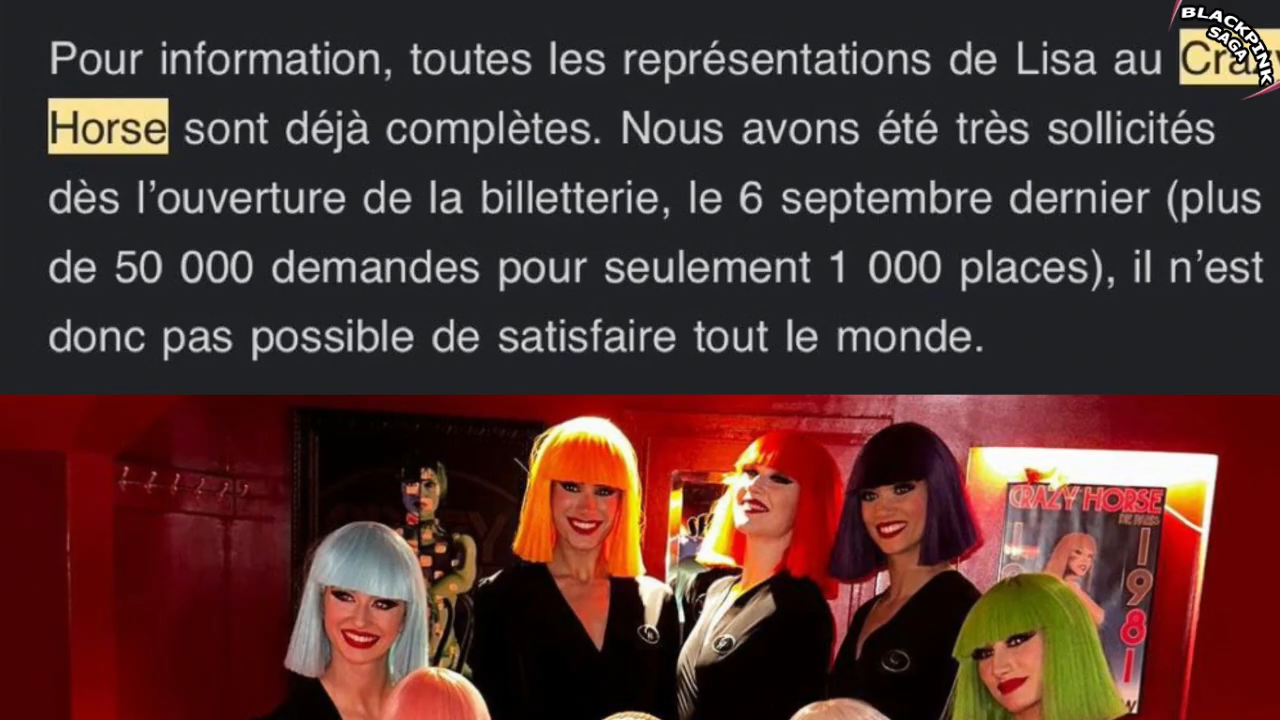 BLACKPINK
SAGA
Pour information, toutes les représentations de Lisa au Crazy
Horse sont déjà complètes. Nous avons été très sollicités
dès l’ouverture de la billetterie, le 6 septembre dernier (plus
de 50 000 demandes pour seulement 1 000 places), il n’est
donc pas possible de satisfaire tout le monde.
CRAZY HORSE
DE PARIS
1981